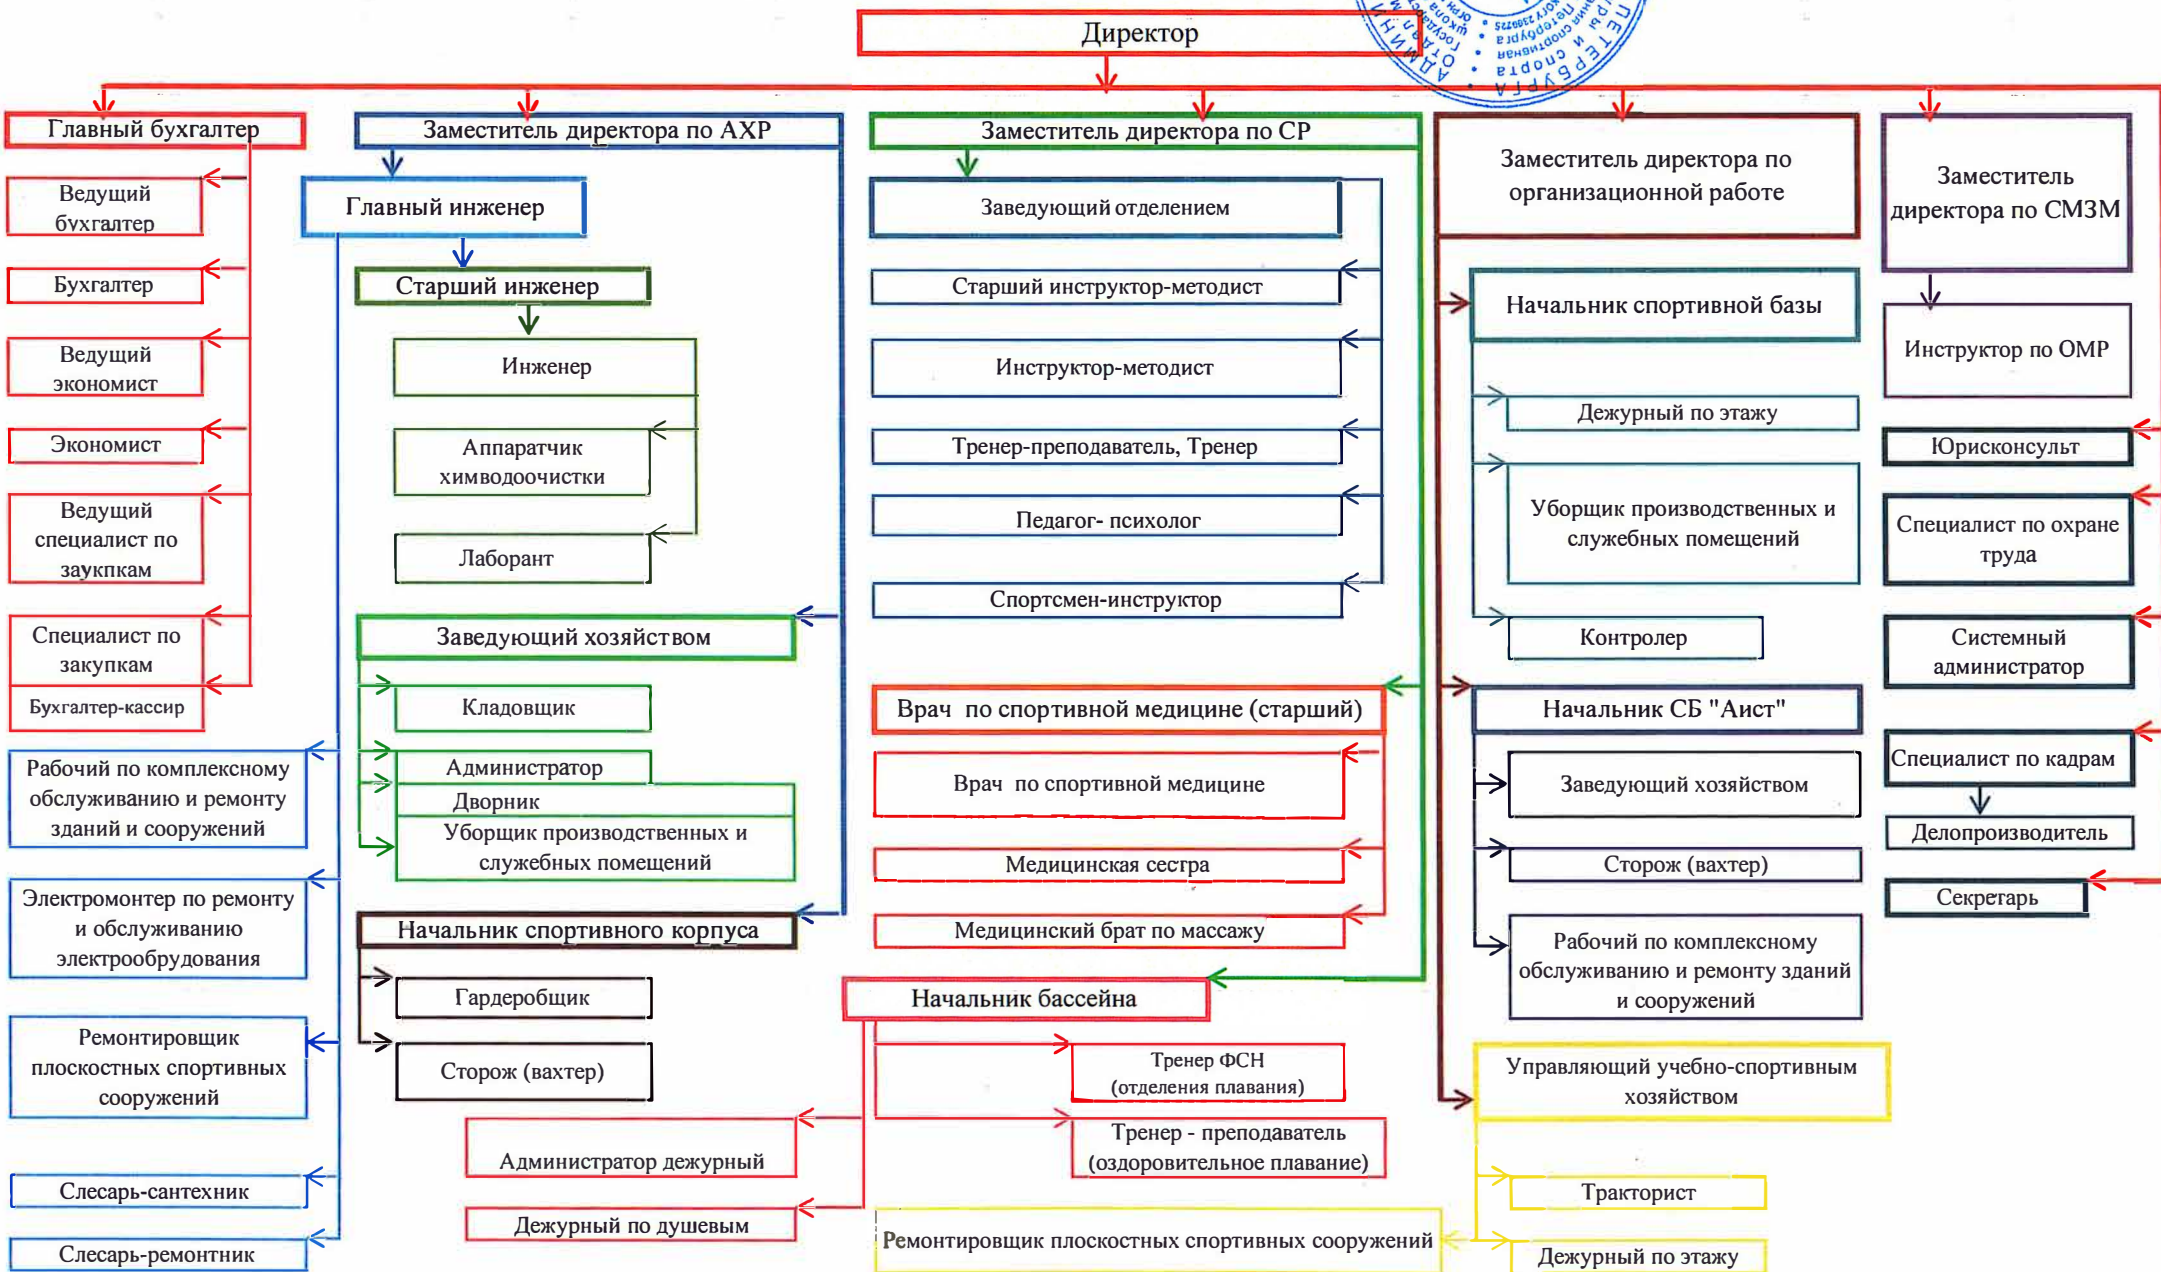 Директор
Главный бухгалтер
Ведущий
бухгалтер
Бухгалтер
Ведущий
экономист
Экономист
Ведущий
специалист по
заукпкам
Специалист по
закупкам
Бухгалтер-кассир
Заместитель директора по АХР
Главный инженер
Старший инженер
Инженер
Аппаратчик
химводоочистки
Лаборант
Рабочий по комплексному
обслуживанию и ремонту
зданий и сооружений
Электромонтер по ремонту
и обслуживанию
электрообрудования
Ремонтировщик
плоскостных спортивных
сооружений
Слесарь-сантехник
Слесарь-ремонтник
Заведующий хозяйством
Кладовщик
Администратор
Дворник
Уборщик производственных и
служебных помещений
Начальник спортивного корпуса
Гардеробщик
Сторож (вахтер)
Заместитель директора по СР
Заведующий отделением
Старший инструктор-методист
Инструктор-методист
Тренер-преподаватель, Тренер
Педагог- психолог
Спортсмен-инструктор
Врач по спортивной медицине (старший)
Врач по спортивной медицине
Медицинская сестра
Медицинский брат по массажу
Начальник бассейна
Тренер ФСН
(отделения плавания)
Тренер - преподаватель
(оздоровительное плавание)
Администратор дежурный
Дежурный по душевым
Заместитель директора по
организационной работе
Начальник спортивной базы
Дежурный по этажу
Уборщик производственных и
служебных помещений
Контролер
Начальник СБ "Аист"
Заведующий хозяйством
Сторож (вахтер)
Рабочий по комплексному
обслуживанию и ремонту зданий
и сооружений
Управляющий учебно-спортивным
хозяйством
Тракторист
Дежурный по этажу
Ремонтировщик плоскостных спортивных сооружений
Заместитель
директора по СМЗМ
Инструктор по ОМР
Юрисконсульт
Специалист по охране
труда
Системный
администратор
Специалист по кадрам
Делопроизводитель
Секретарь